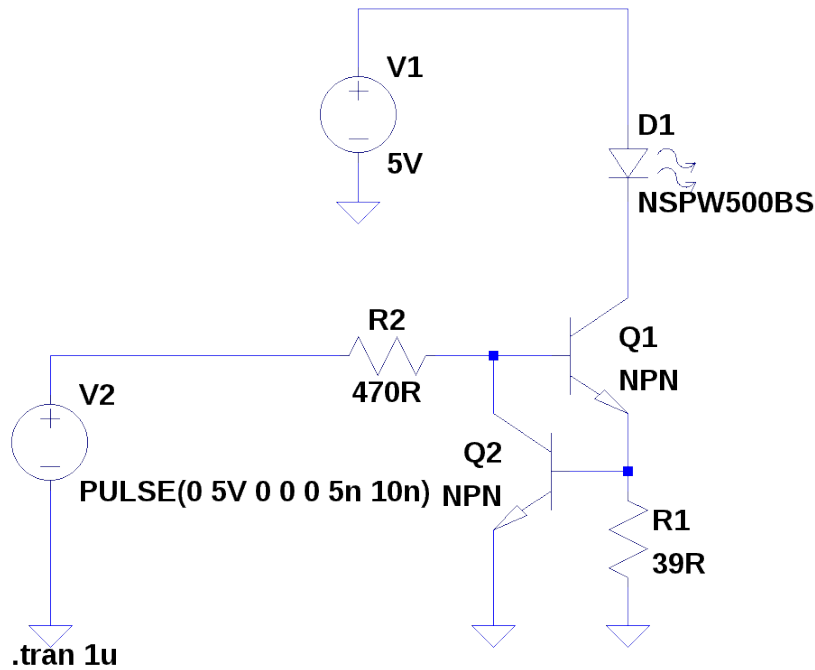 V1
+
5V
D1
NSPW500BS
R2
470R
Q1
NPN
V2
+
PULSE(0 5V 0 0 0 5n 10n)
Q2
NPN
R1
39R
.tran 1u